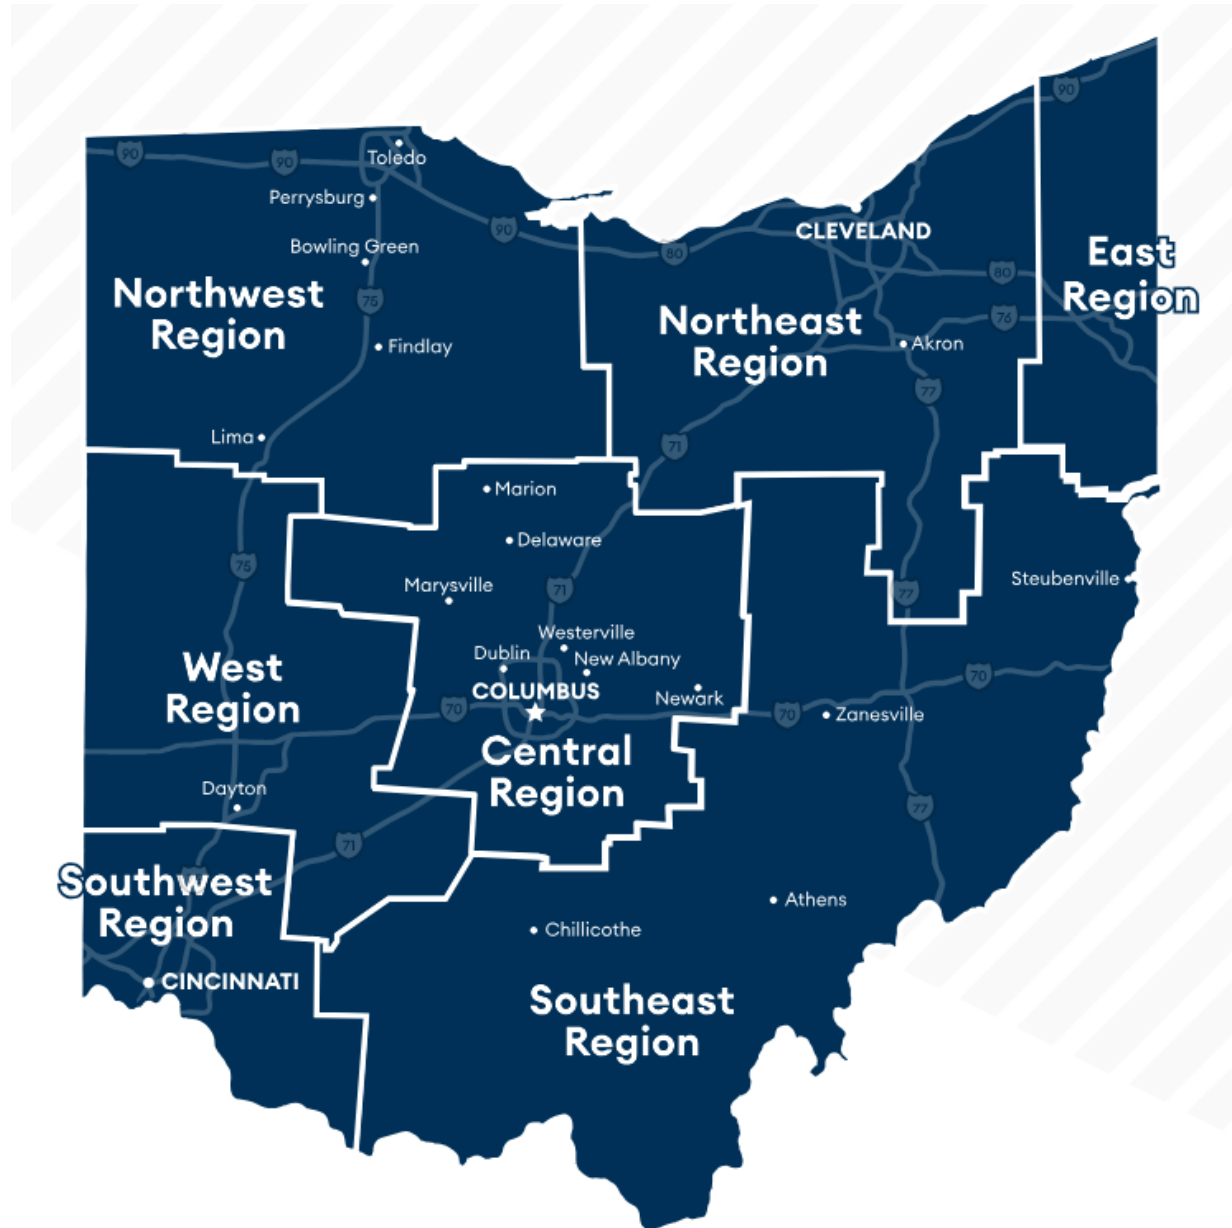 90
90
90
Toledo
Perrysburg
90
CLEVELAND
Bowling Green
80
East
Region
80
Northwest
Region
75
76
Northeast
Region
Findlay
Akron
77
Lima
71
Marion
Delaware
75
71
Marysville
77
Steubenville
Westerville
Dublin
New Albany
West
Region
COLUMBUS
Newark
70
70
70
Zanesville
Central
Region
Dayton
77
71
Southwest
Region
Athens
Chillicothe
CINCINNATI
Southeast
Region